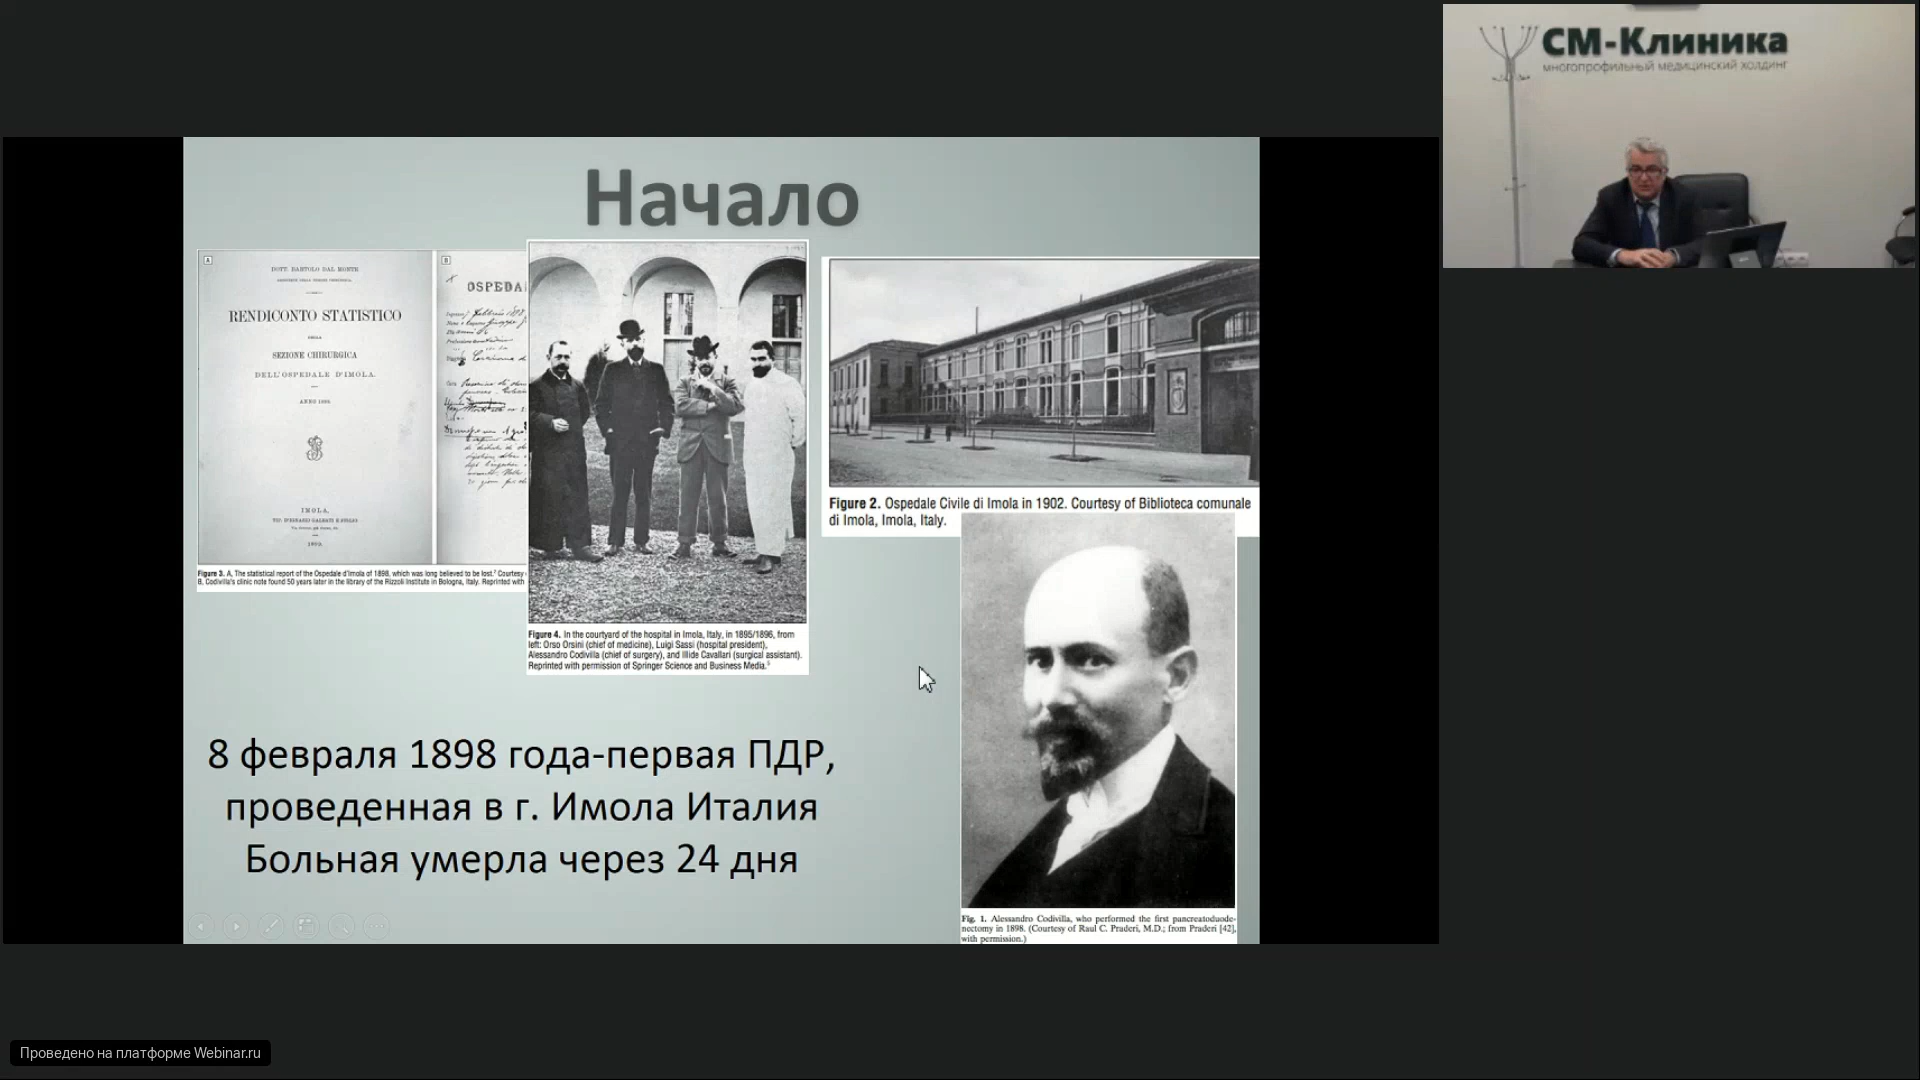 СМ-Клиника
многопрофильный медицинский холдинг
Начало
A
DOTT. BARTOLO DAL MONTE
RENDICONTO STATISTICO
DELLA
SEZIONE CHIRURGICA
DELL'OSPEDALE D'IMOLA.
IMOLA,
B
OSPEDA
Figure 3. A, The statistical report of the Ospedale d'Imola of 1898, which was long believed to be lost.7 Courtesy
B, Codivilla's clinic note found 50 years later in the library of the Rizzoli Institute in Bologna, Italy. Reprinted with
Figure 4. In the courtyard of the hospital in Imola, Italy, in 1895/1896, from
left: Orso Orsini (chief of medicine), Luigi Sassi (hospital president),
Alessandro Codivilla (chief of surgery), and Illide Cavallari (surgical assistant).
Reprinted with permission of Springer Science and Business Media.5
Figure 2. Ospedale Civile di Imola in 1902. Courtesy of Biblioteca comunale
di Imola, Imola, Italy.
Fig. 1. Alessandro Codivilla, who performed the first pancreatoduode-
nectomy in 1898. (Courtesy of Raul C. Praderi, M.D.; from Praderi [42],
with permission.)
8 февраля 1898 года-первая ПДР,
проведенная в г. Имола Италия
Больная умерла через 24 дня
Проведено на платформе Webinar.ru